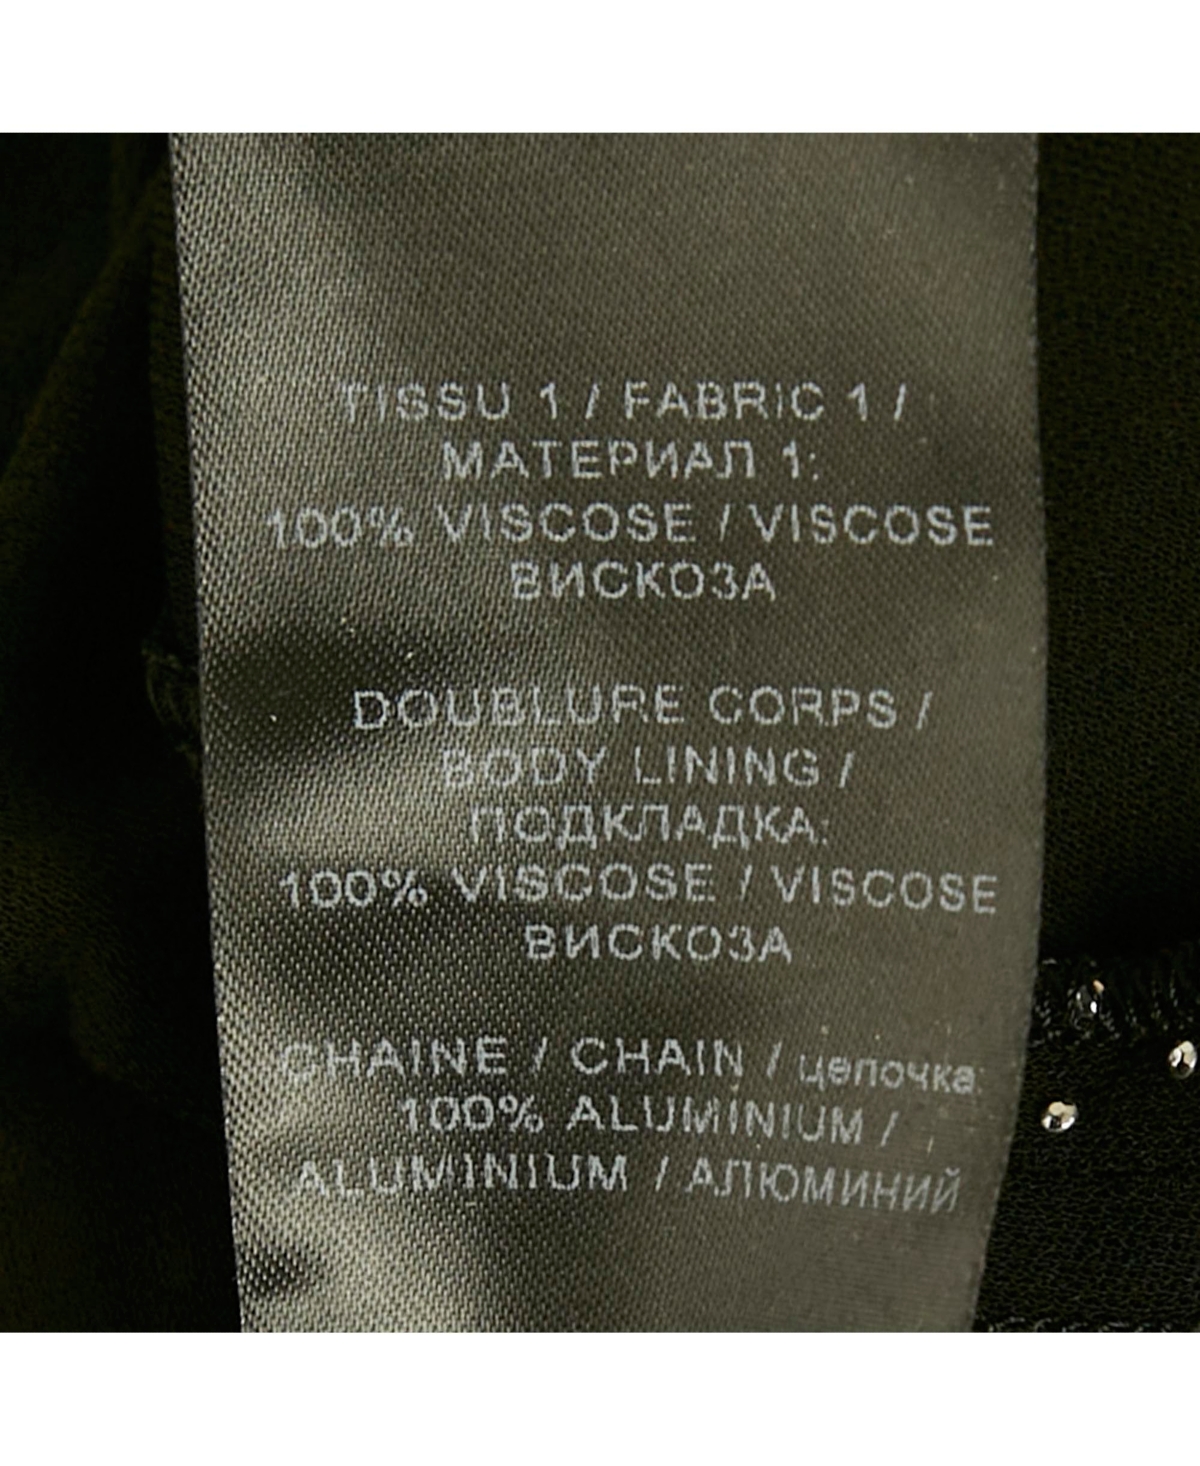 TISSU 1 / FABRIC 1 /
МАТЕРИАЛ 1:
100% VISCOSE / VISCOSE
ВИСКОЗА
DOUBLURE CORPS /
BODY LINING /
ПОДКЛАДКА:
100% VISCOSE / VISCOSE
ВИСКОЗА
CHAINE / CHAIN / цепочка:
100% ALUMINIUM /
ALUMINIUM / АЛЮМИНИЙ